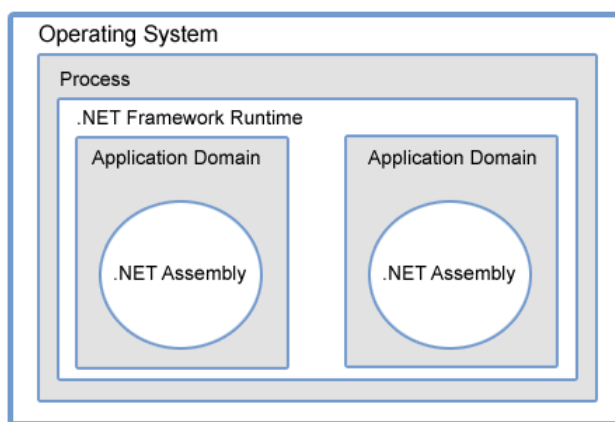 Operating System
Process
.NET Framework Runtime
Application Domain
Application Domain
.NET Assembly
.NET Assembly